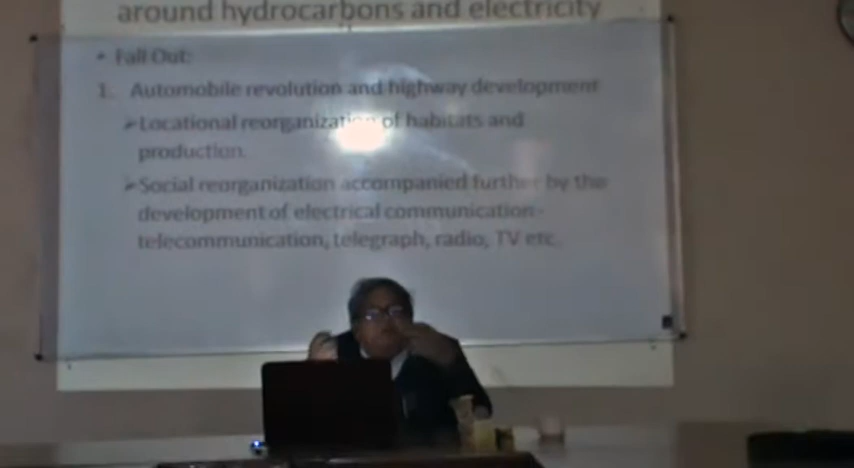 around hydrocarbons and electricity
• Fall Out:
1. Automobile revolution and highway development
➢Locational reorganization of habitats and
production.
➢Social reorganization accompanied further by the
development of electrical communication-
telecommunication, telegraph, radio, TV etc.